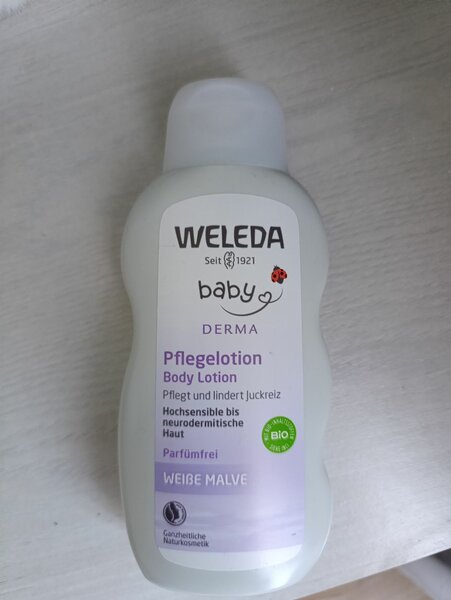 WELEDA
Seit 1921
baby
DERMA
Pflegelotion
Body Lotion
Pflegt und lindert Juckreiz
Hochsensible bis
neurodermitische
Haut
Parfümfrei
BIO
WEIßE MALVE
Ganzheitliche
Naturkosmetik